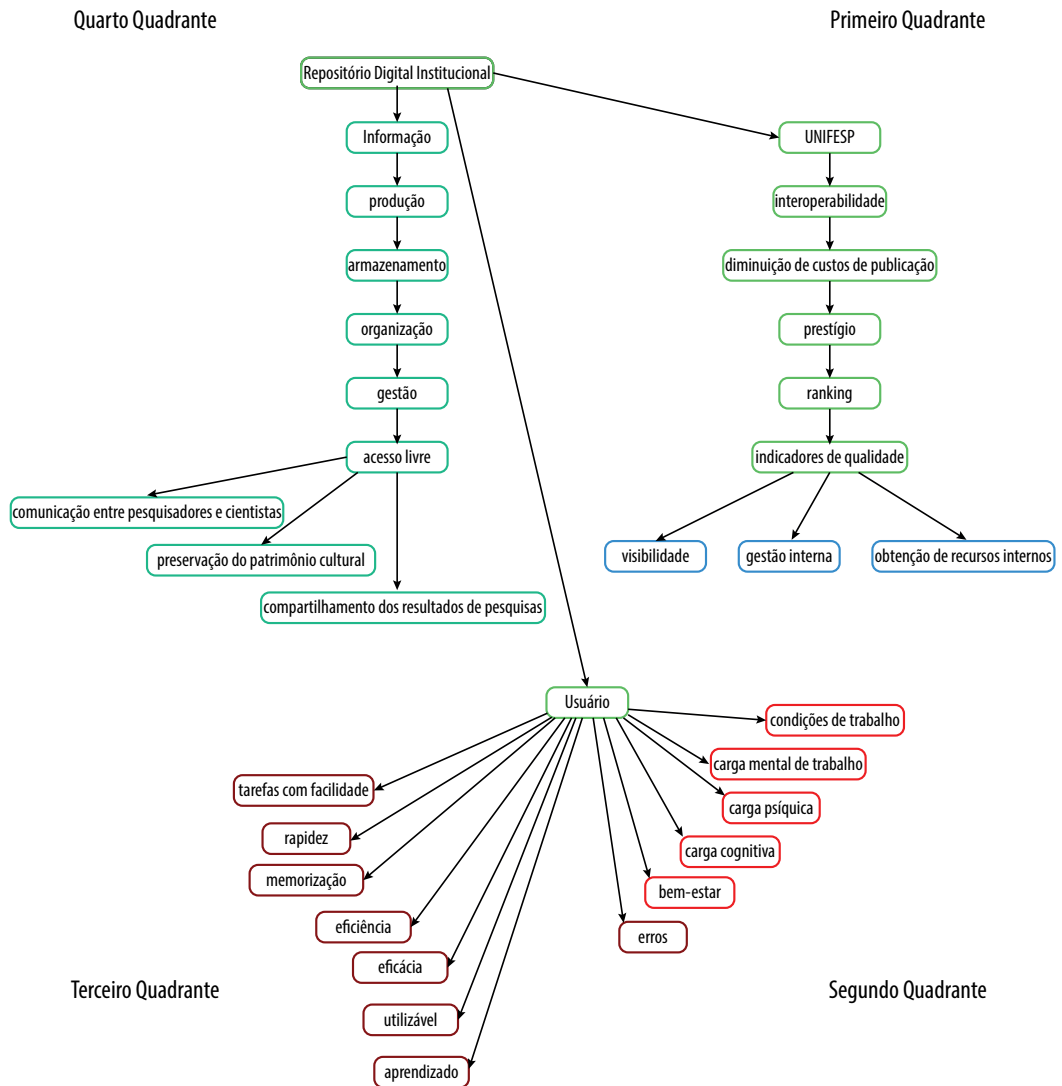 Quarto Quadrante
Primeiro Quadrante
Repositório Digital Institucional
Informação
produção
armazenamento
organização
gestão
acesso livre
comunicação entre pesquisadores e cientistas
preservação do patrimônio cultural
compartilhamento dos resultados de pesquisas
UNIFESP
interoperabilidade
diminuição de custos de publicação
prestígio
ranking
indicadores de qualidade
visibilidade
gestão interna
obtenção de recursos internos
Usuário
condições de trabalho
carga mental de trabalho
carga psíquica
carga cognitiva
bem-estar
erros
tarefas com facilidade
rapidez
memorização
eficiência
eficácia
utilizável
aprendizado
Terceiro Quadrante
Segundo Quadrante